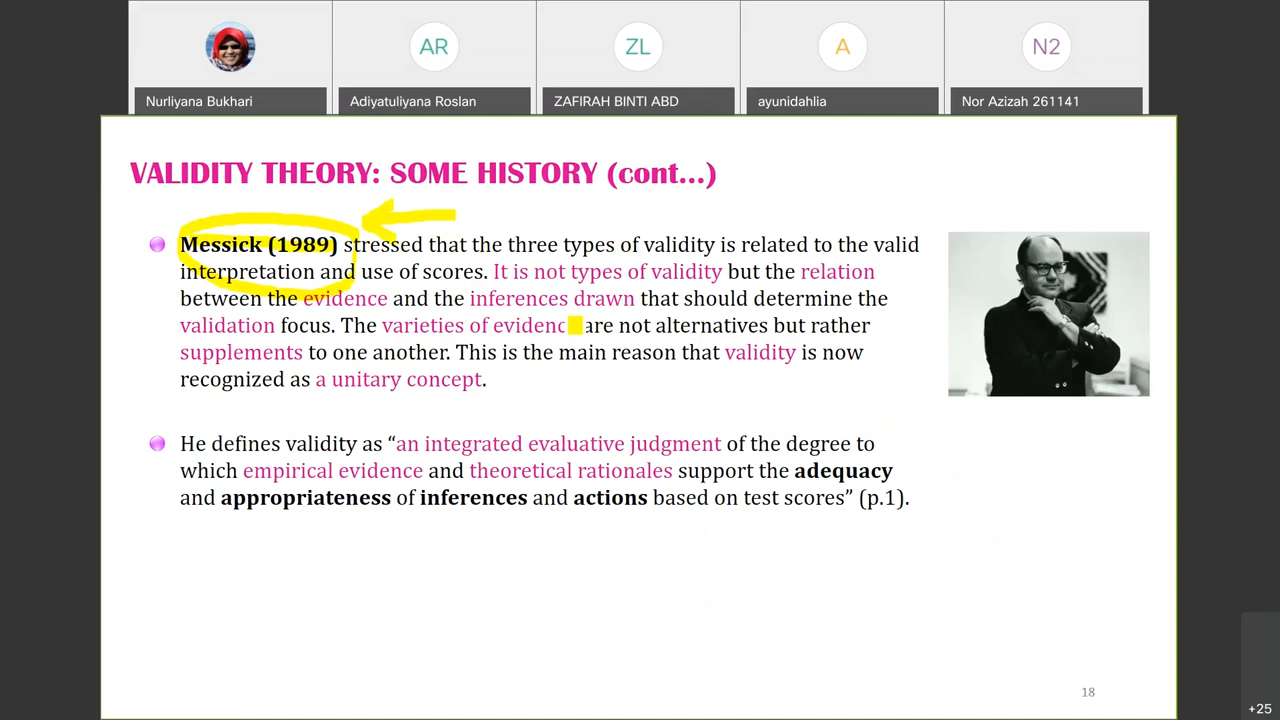 AR
ZL
A
N2
Nurliyana Bukhari
Adiyatuliyana Roslan
ZAFIRAH BINTI ABD
ayunidahlia
Nor Azizah 261141
VALIDITY THEORY: SOME HISTORY (cont...)
Messick (1989) stressed that the three types of validity is related to the valid
interpretation and use of scores. It is not types of validity but the relation
between the evidence and the inferences drawn that should determine the
validation focus. The varieties of evidenc are not alternatives but rather
supplements to one another. This is the main reason that validity is now
recognized as a unitary concept.
He defines validity as “an integrated evaluative judgment of the degree to
which empirical evidence and theoretical rationales support the adequacy
and appropriateness of inferences and actions based on test scores” (p.1).
18
+25